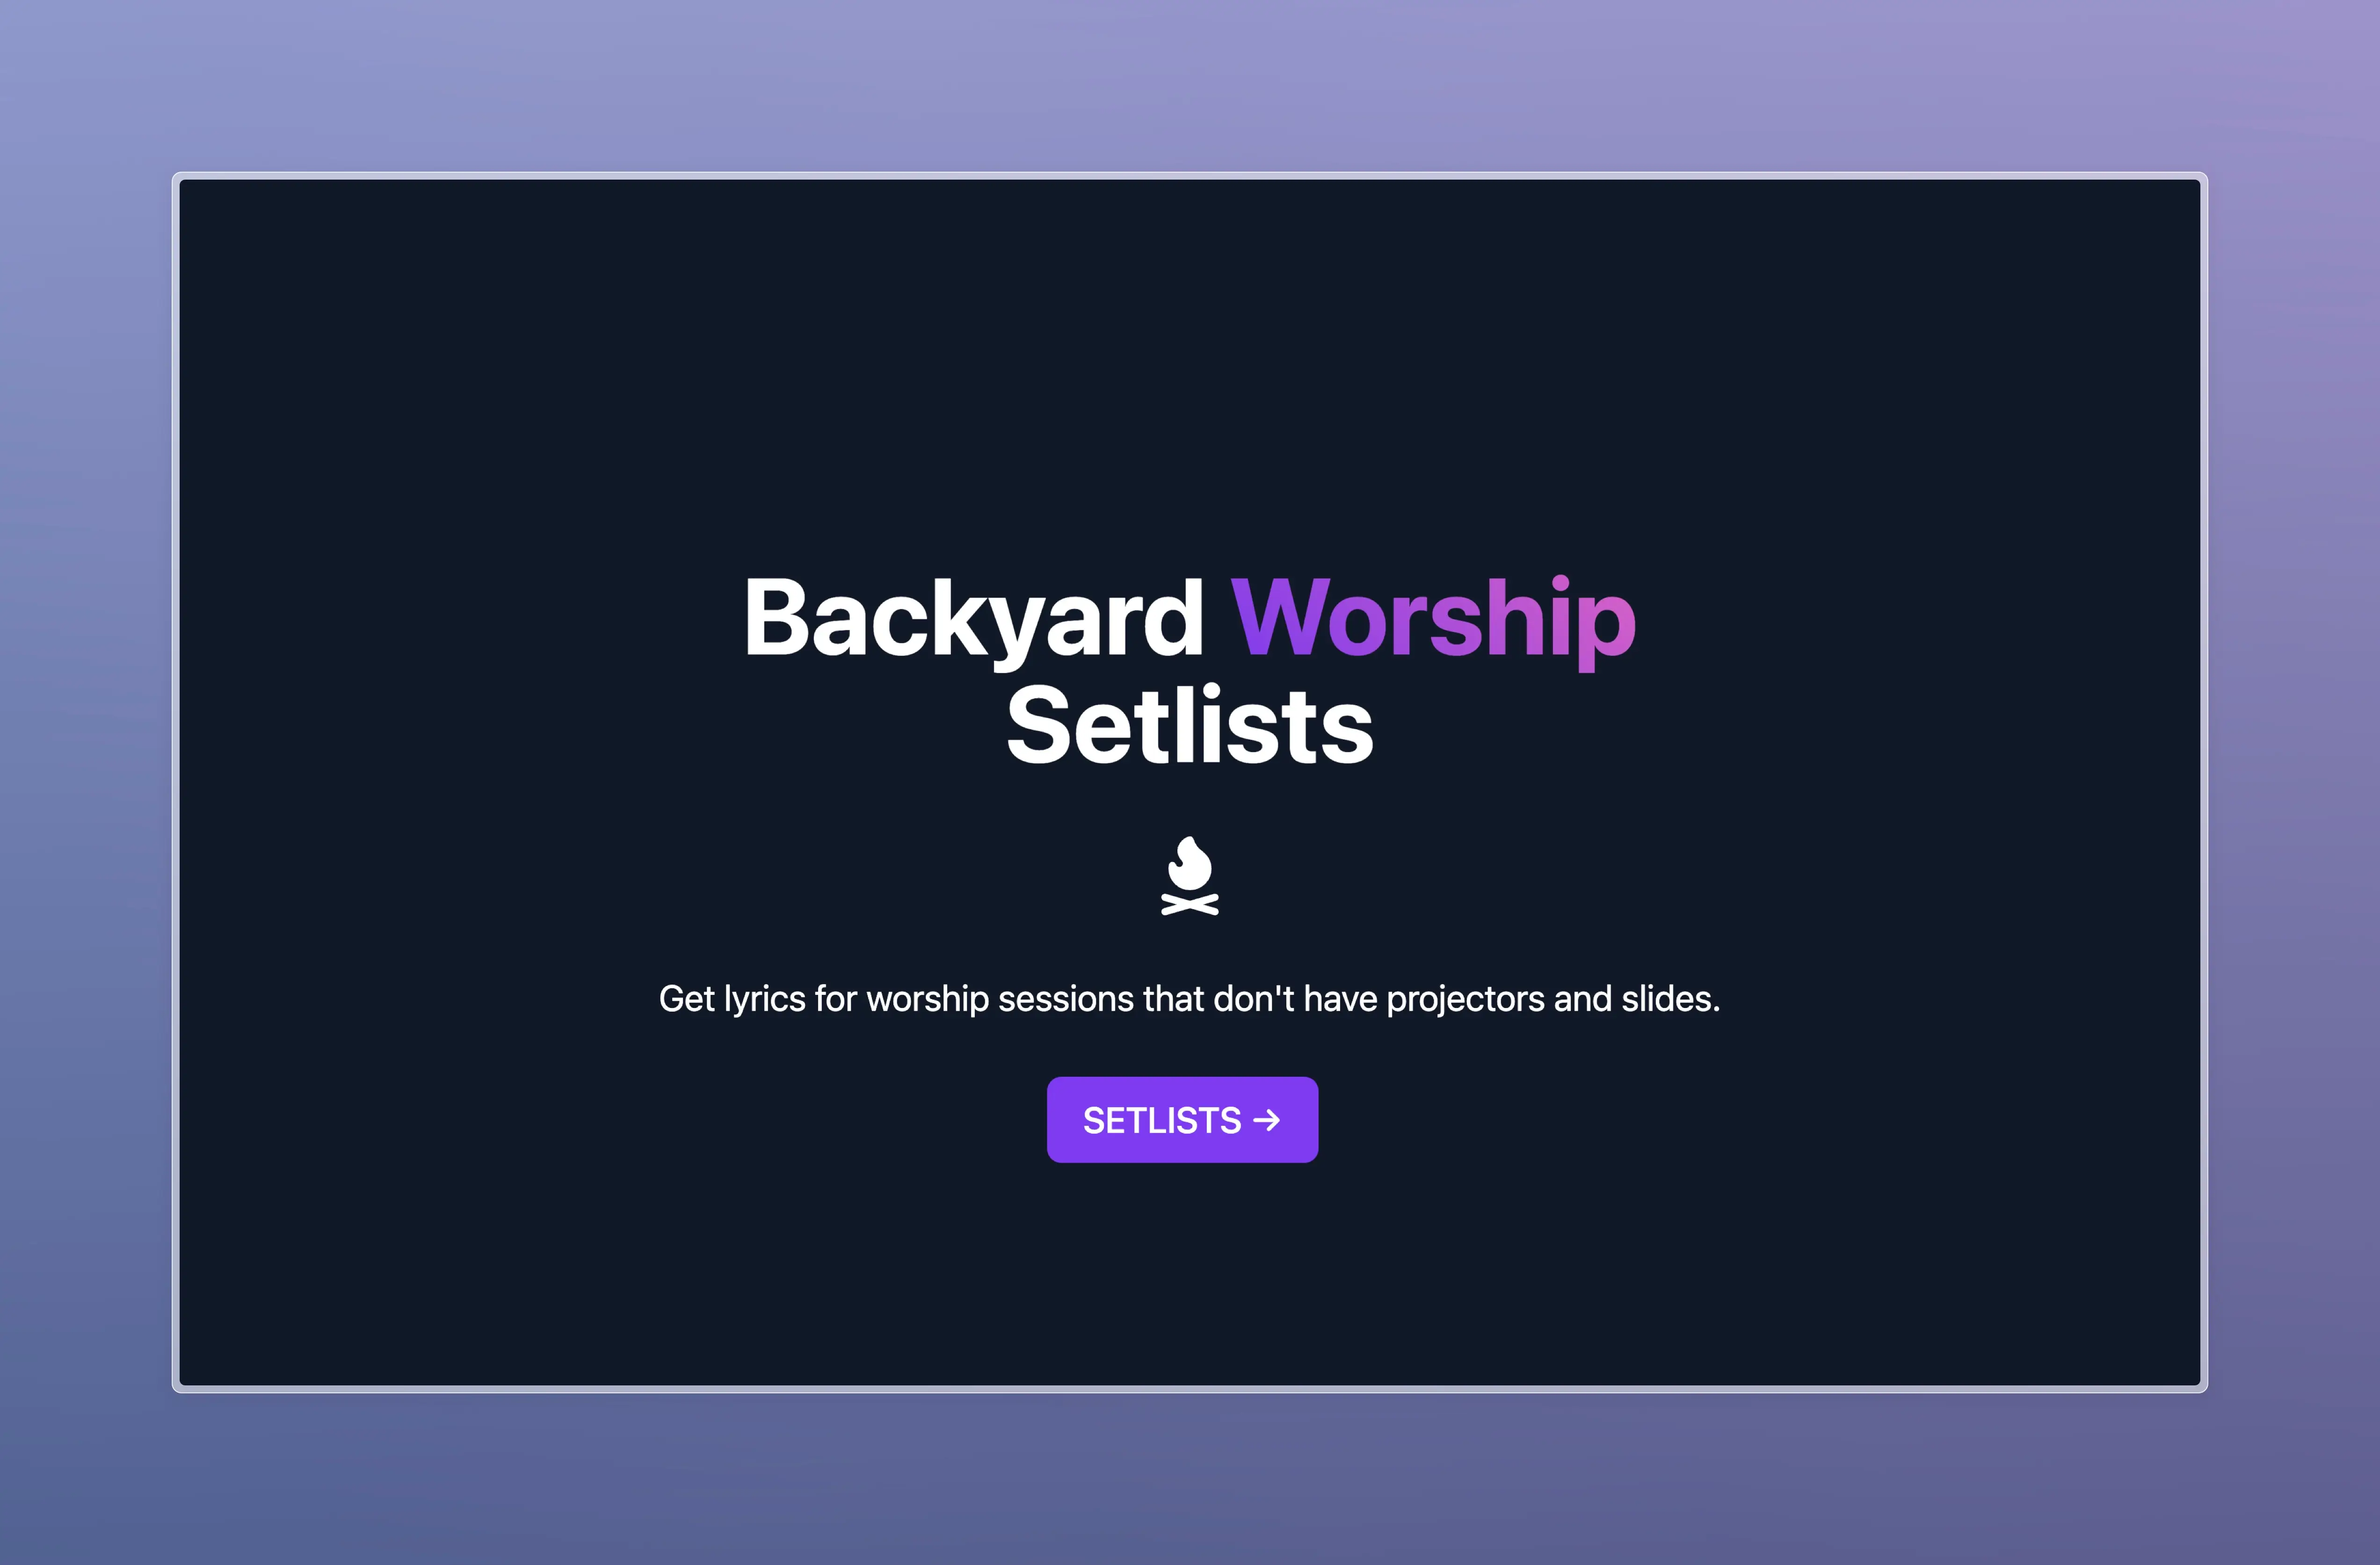 Backyard Worship
Setlists
Get lyrics for worship sessions that don't have projectors and slides.
SETLISTS →